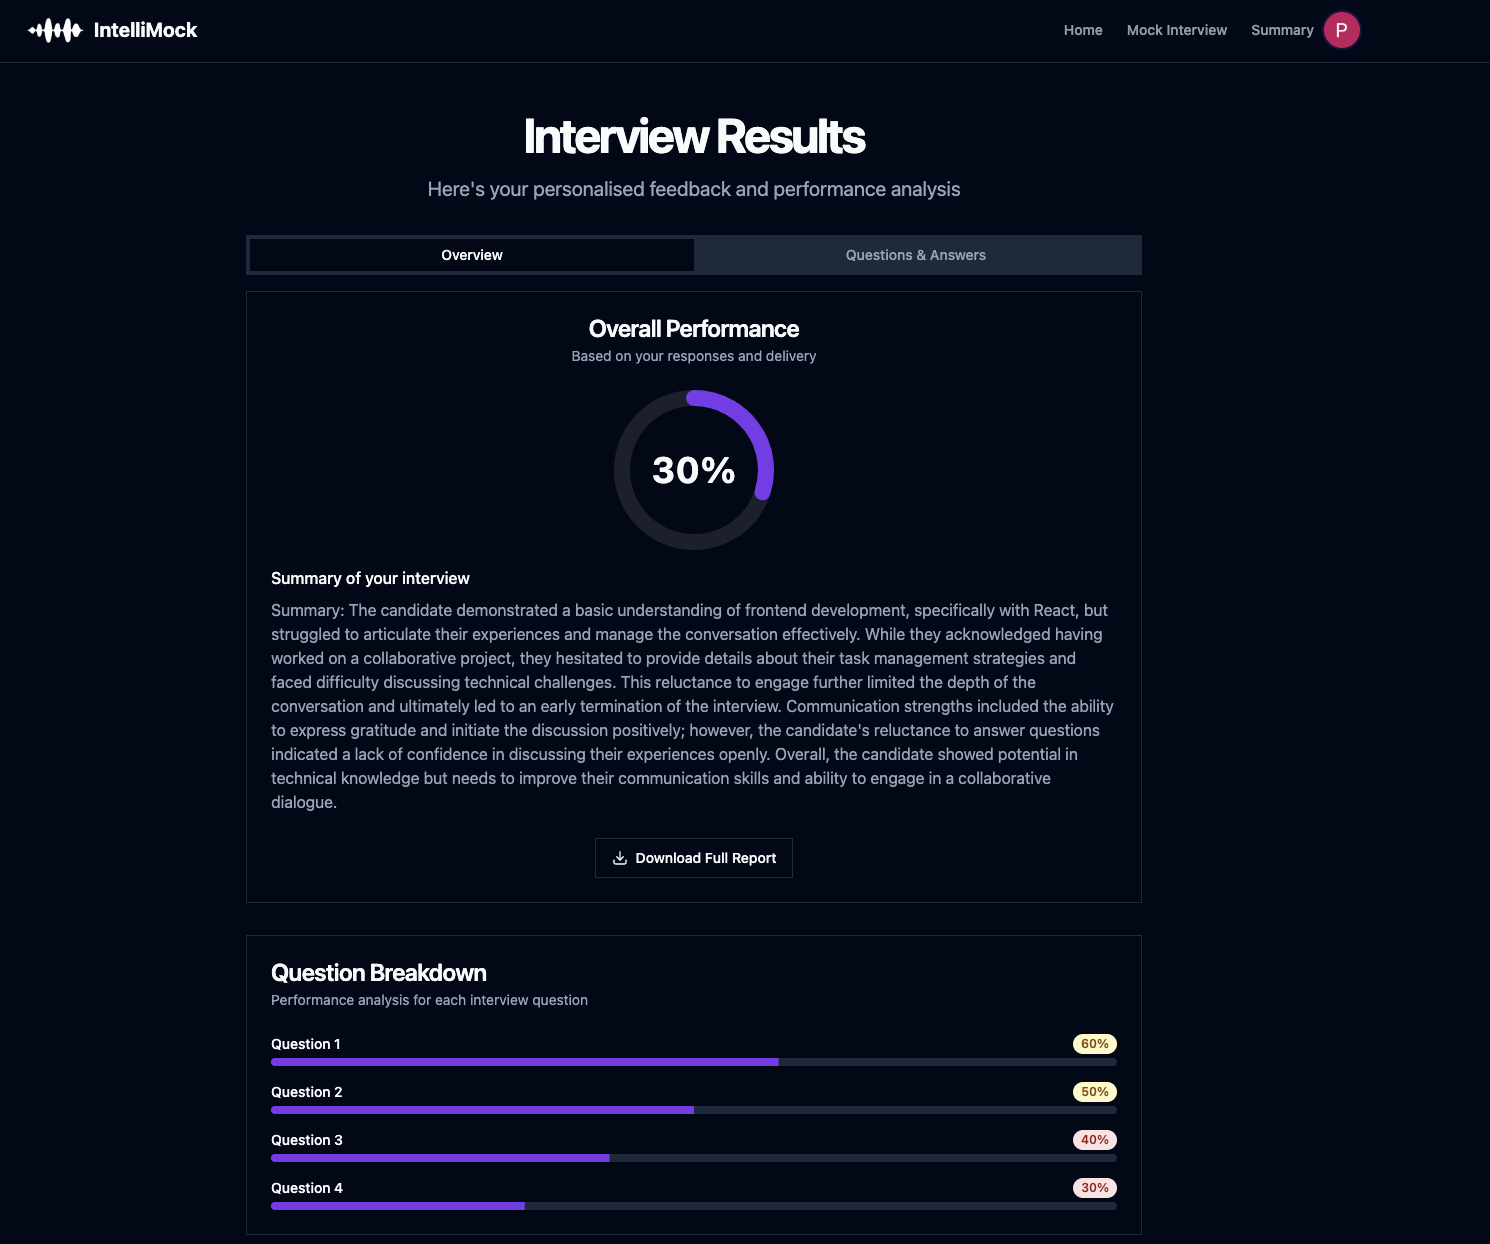 IntelliMock
Home
Mock Interview
Summary
P
Interview Results
Here's your personalised feedback and performance analysis
Overview
Questions & Answers
Overall Performance
Based on your responses and delivery
30%
Summary of your interview
Summary: The candidate demonstrated a basic understanding of frontend development, specifically with React, but
struggled to articulate their experiences and manage the conversation effectively. While they acknowledged having
worked on a collaborative project, they hesitated to provide details about their task management strategies and
faced difficulty discussing technical challenges. This reluctance to engage further limited the depth of the
conversation and ultimately led to an early termination of the interview. Communication strengths included the ability
to express gratitude and initiate the discussion positively; however, the candidate's reluctance to answer questions
indicated a lack of confidence in discussing their experiences openly. Overall, the candidate showed potential in
technical knowledge but needs to improve their communication skills and ability to engage in a collaborative
dialogue.
Download Full Report
Question Breakdown
Performance analysis for each interview question
Question 1
60%
Question 2
50%
Question 3
40%
Question 4
30%